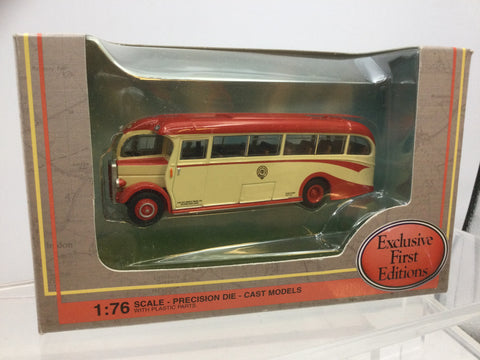 Exclusive
First
Editions
1:76 SCALE - PRECISION DIE - CAST MODELS
WITH PLASTIC PARTS